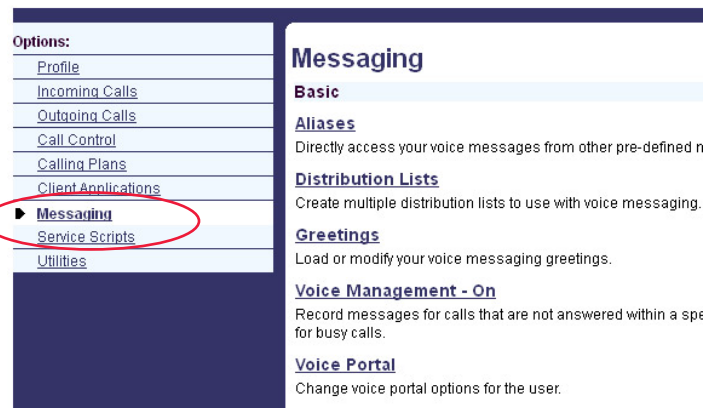 Options:
Profile
Incoming Calls
Outgoing Calls
Call Control
Calling Plans
Client Applications
Messaging
Service Scripts
Utilities
Messaging
Basic
Aliases
Directly access your voice messages from other pre-defined
Distribution Lists
Create multiple distribution lists to use with voice messaging.
Greetings
Load or modify your voice messaging greetings.
Voice Management - On
Record messages for calls that are not answered within a
for busy calls.
Voice Portal
Change voice portal options for the user.